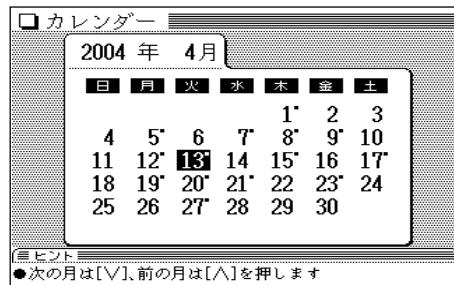 カレンダー
2004 年 4月
日 月 火 水 木 金 土
1 2 3
4 5 6 7 8 9 10
11 12 13 14 15 16 17
18 19 20 21 22 23 24
25 26 27 28 29 30
ヒント
●次の月は[∨]、前の月は[∧]を押します